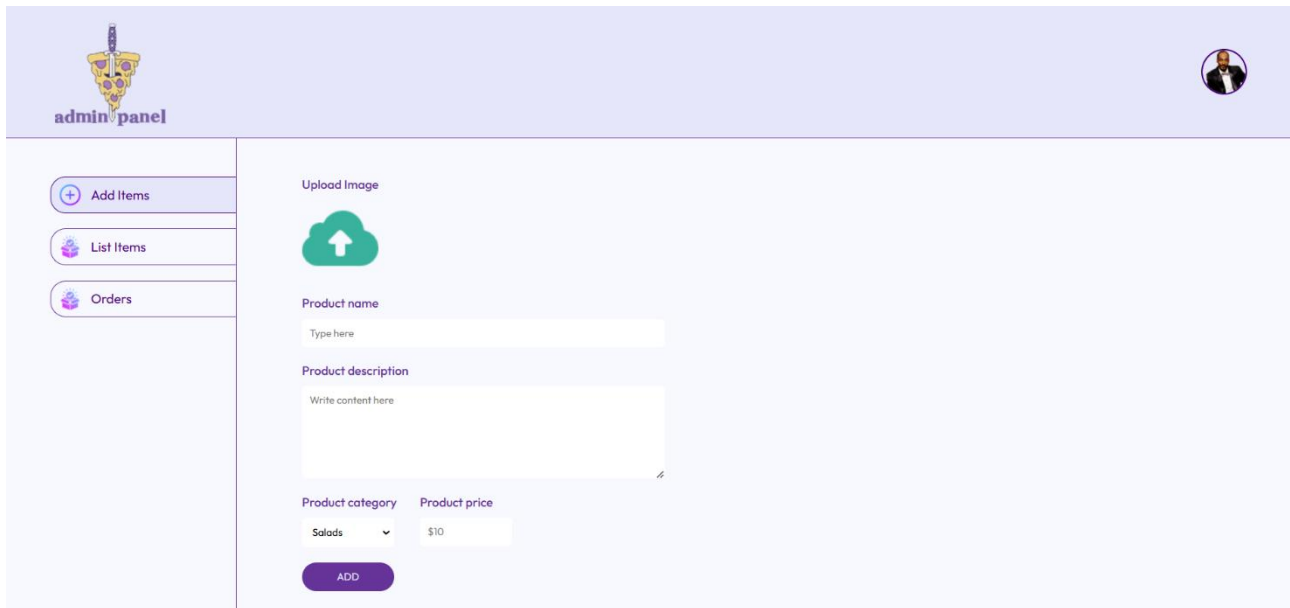 admin panel
Add Items
List Items
Orders
Upload Image
Product name
Type here
Product description
Write content here
Product category Product price
Salads $10
ADD